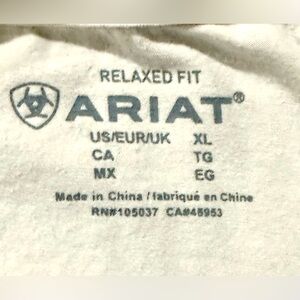 RELAXED FIT
ARIAT®
US/EUR/UK XL
CA TG
MX EG
Made in China / fabriqué en Chine
RN#105037 CA#45953